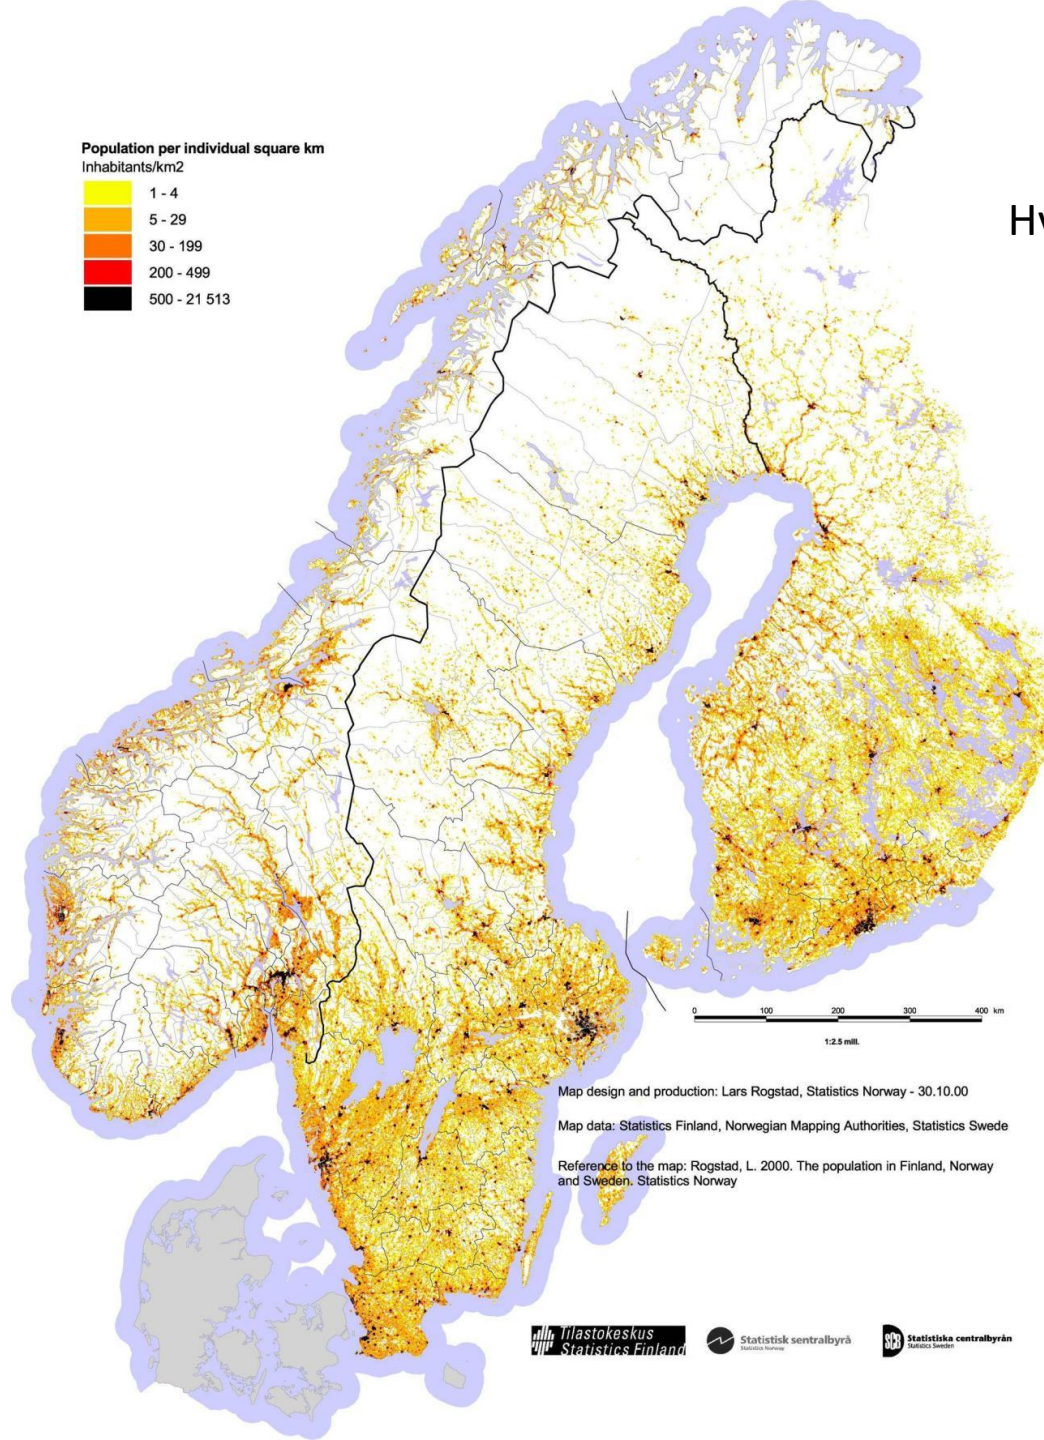 Population per individual square km
Inhabitants/km2
1 - 4
5 - 29
30 - 199
200 - 499
500 - 21 513
Hv
0 100 200 300 400 km
1:2.5 mill.
Map design and production: Lars Rogstad, Statistics Norway - 30.10.00
Map data: Statistics Finland, Norwegian Mapping Authorities, Statistics Swede
Reference to the map: Rogstad, L. 2000. The population in Finland, Norway
and Sweden. Statistics Norway
Tilastokeskus
Statistics Finland
Statistisk sentralbyrå
Statistics Norway
SCB
Statistiska centralbyrån
Statistics Sweden